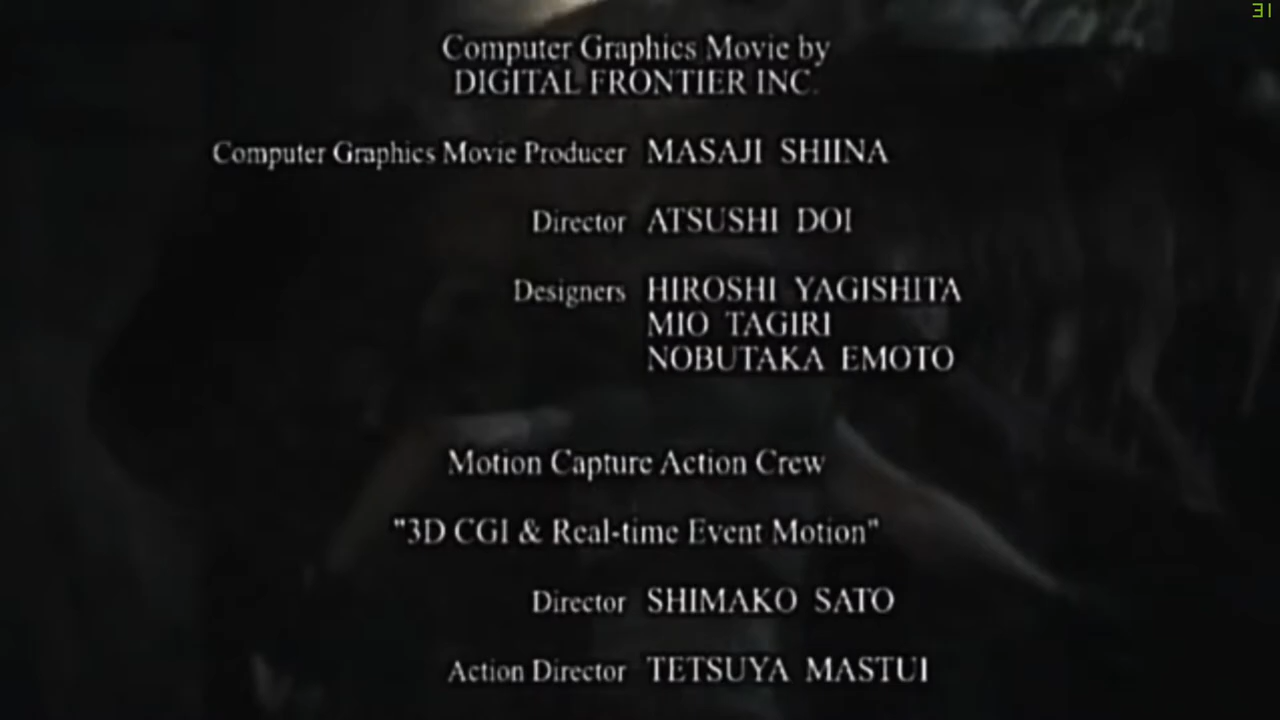 31
Computer Graphics Movie by
DIGITAL FRONTIER INC.
Computer Graphics Movie Producer MASAJI SHIINA
Director ATSUSHI DOI
Designers HIROSHI YAGISHITA
MIO TAGIRI
NOBUTAKA EMOTO
Motion Capture Action Crew
"3D CGI & Real-time Event Motion"
Director SHIMAKO SATO
Action Director TETSUYA MASTUI